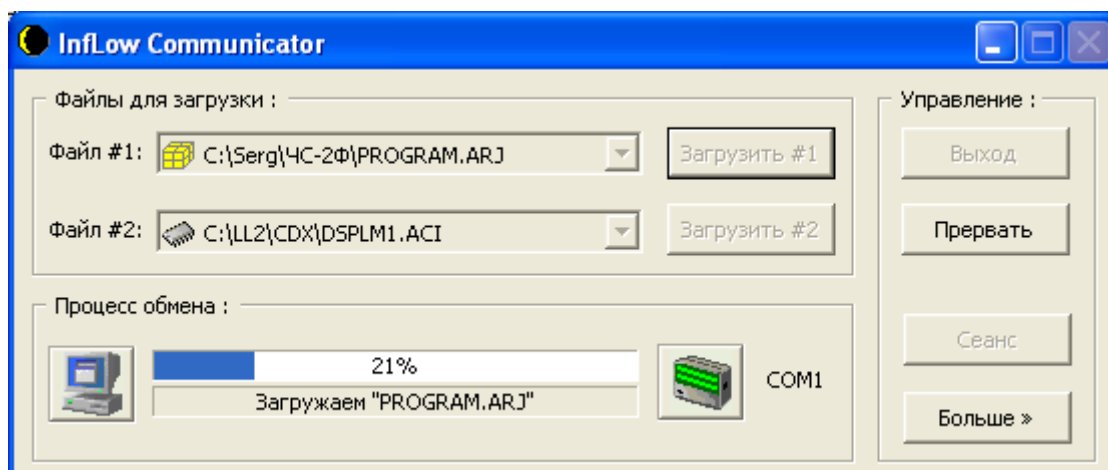 InfLow Communicator
Файлы для загрузки :
Файл #1: C:\Serg\ЧС-2Ф\PROGRAM.ARJ Загрузить #1
Файл #2: C:\LL2\CDX\DSPLM1.ACI Загрузить #2
Процесс обмена :
21%
Загружаем "PROGRAM.ARJ"
COM1
Управление :
Выход
Прервать
Сеанс
Больше »